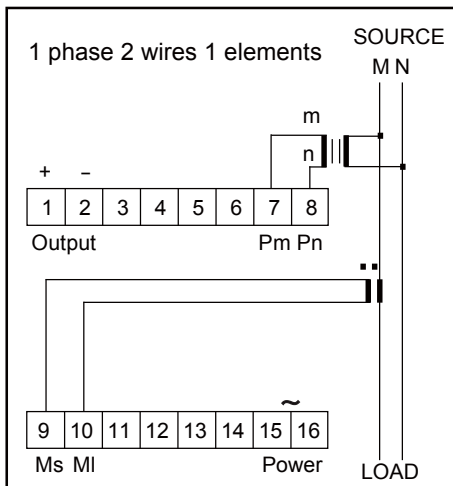 SOURCE
1 phase 2 wires 1 elements
M N
m
n
+ –
1 2 3 4 5 6 7 8
Output Pm Pn
~
9 10 11 12 13 14 15 16
Ms Ml Power
LOAD